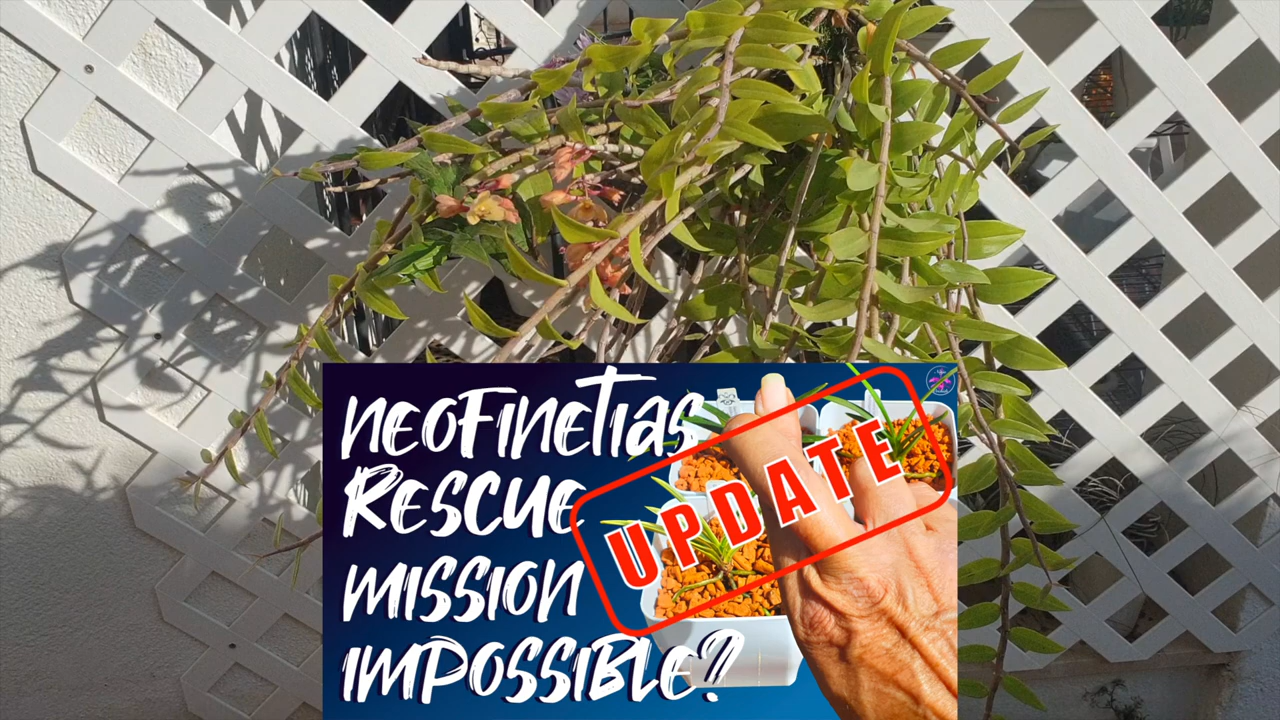 NEOFINETIAS
RESCUE
MISSION
IMPOSSIBLE?
UPDATE